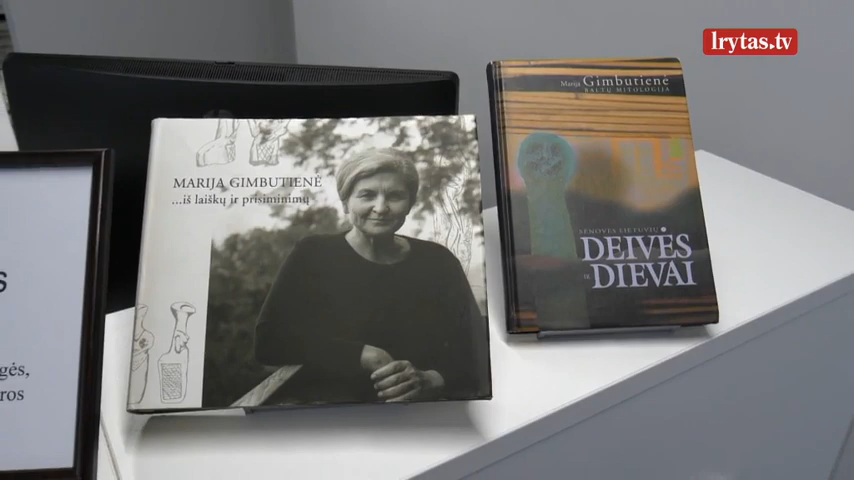 lrytas.tv
MARIJA GIMBUTIENĖ
...iš laiškų ir prisiminimų
Marija Gimbutienė
BALTŲ MITOLOGIJA
SENOVĖS LIETUVIŲ
DEIVĖS
IR
DIEVAI
S
gės,
ros